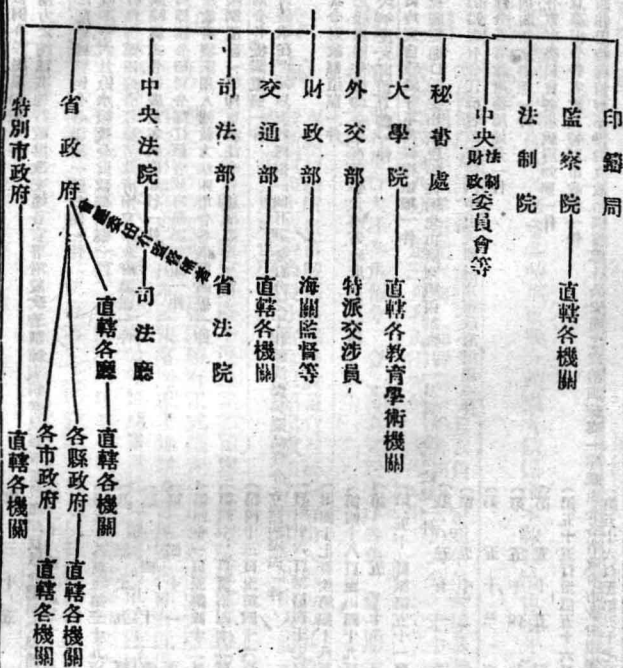 印鑄局
監察院
直轄各機關
法制院
中央法制財政委員會等
秘書處
大學院
直轄各教育學術機關
外交部
特派交涉員
財政部
海關監督等
交通部
直轄各機關
司法部
省法院
中央法院
司法廳
省政府
直轄各廳
直轄各機關
各縣政府
直轄各機關
各市政府
直轄各機關
特別市政府
直轄各機關